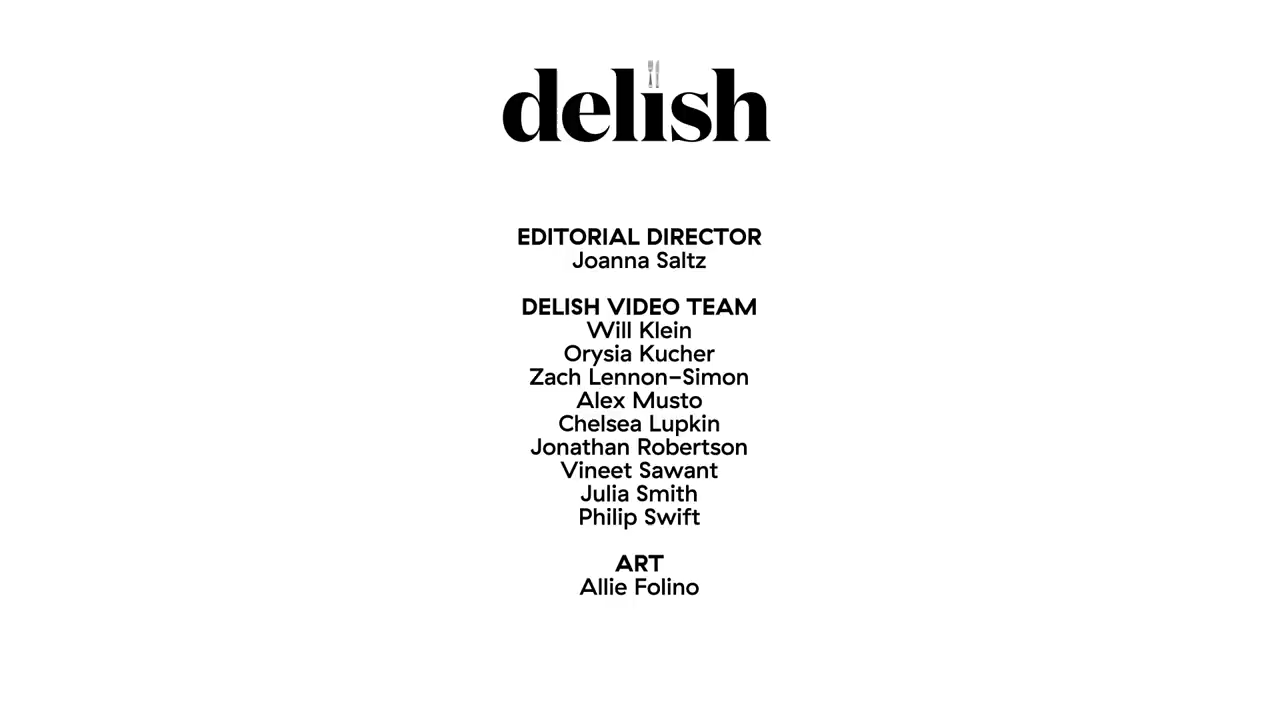 delish
EDITORIAL DIRECTOR
Joanna Saltz
DELISH VIDEO TEAM
Will Klein
Orysia Kucher
Zach Lennon-Simon
Alex Musto
Chelsea Lupkin
Jonathan Robertson
Vineet Sawant
Julia Smith
Philip Swift
ART
Allie Folino